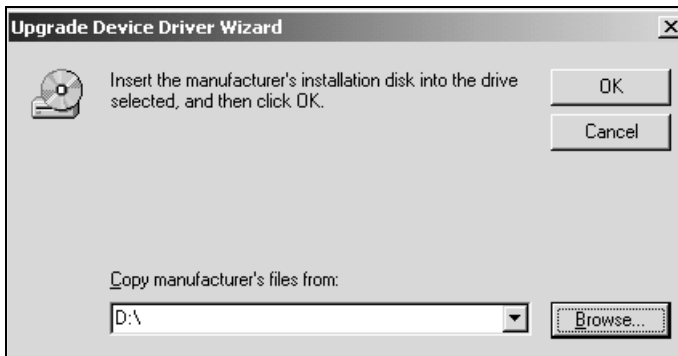 Upgrade Device Driver Wizard
Insert the manufacturer's installation disk into the drive
selected, and then click OK.
OK
Cancel
Copy manufacturer's files from:
D:\
Browse...